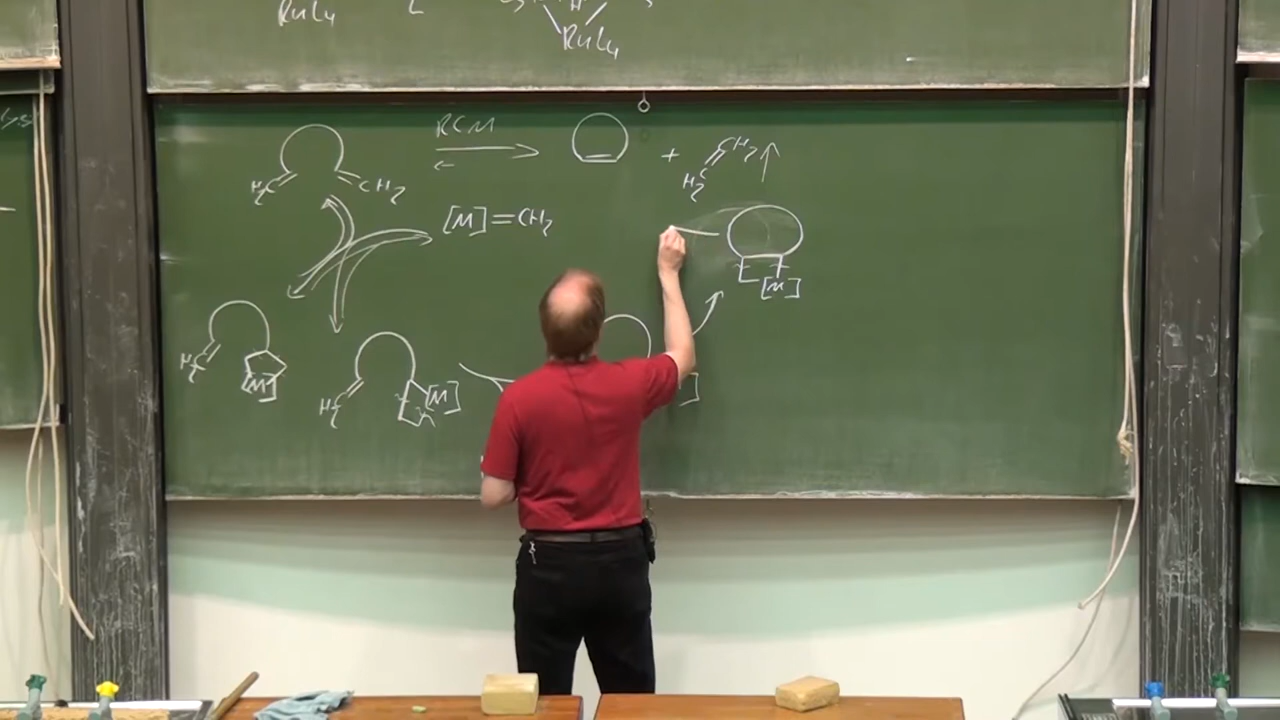 RuL4
L
RuL4
RCM
+
CH2
H2C
H2C
CH2
[M]=CH2
[M]
H2C
[M]
H2C
[M]
]